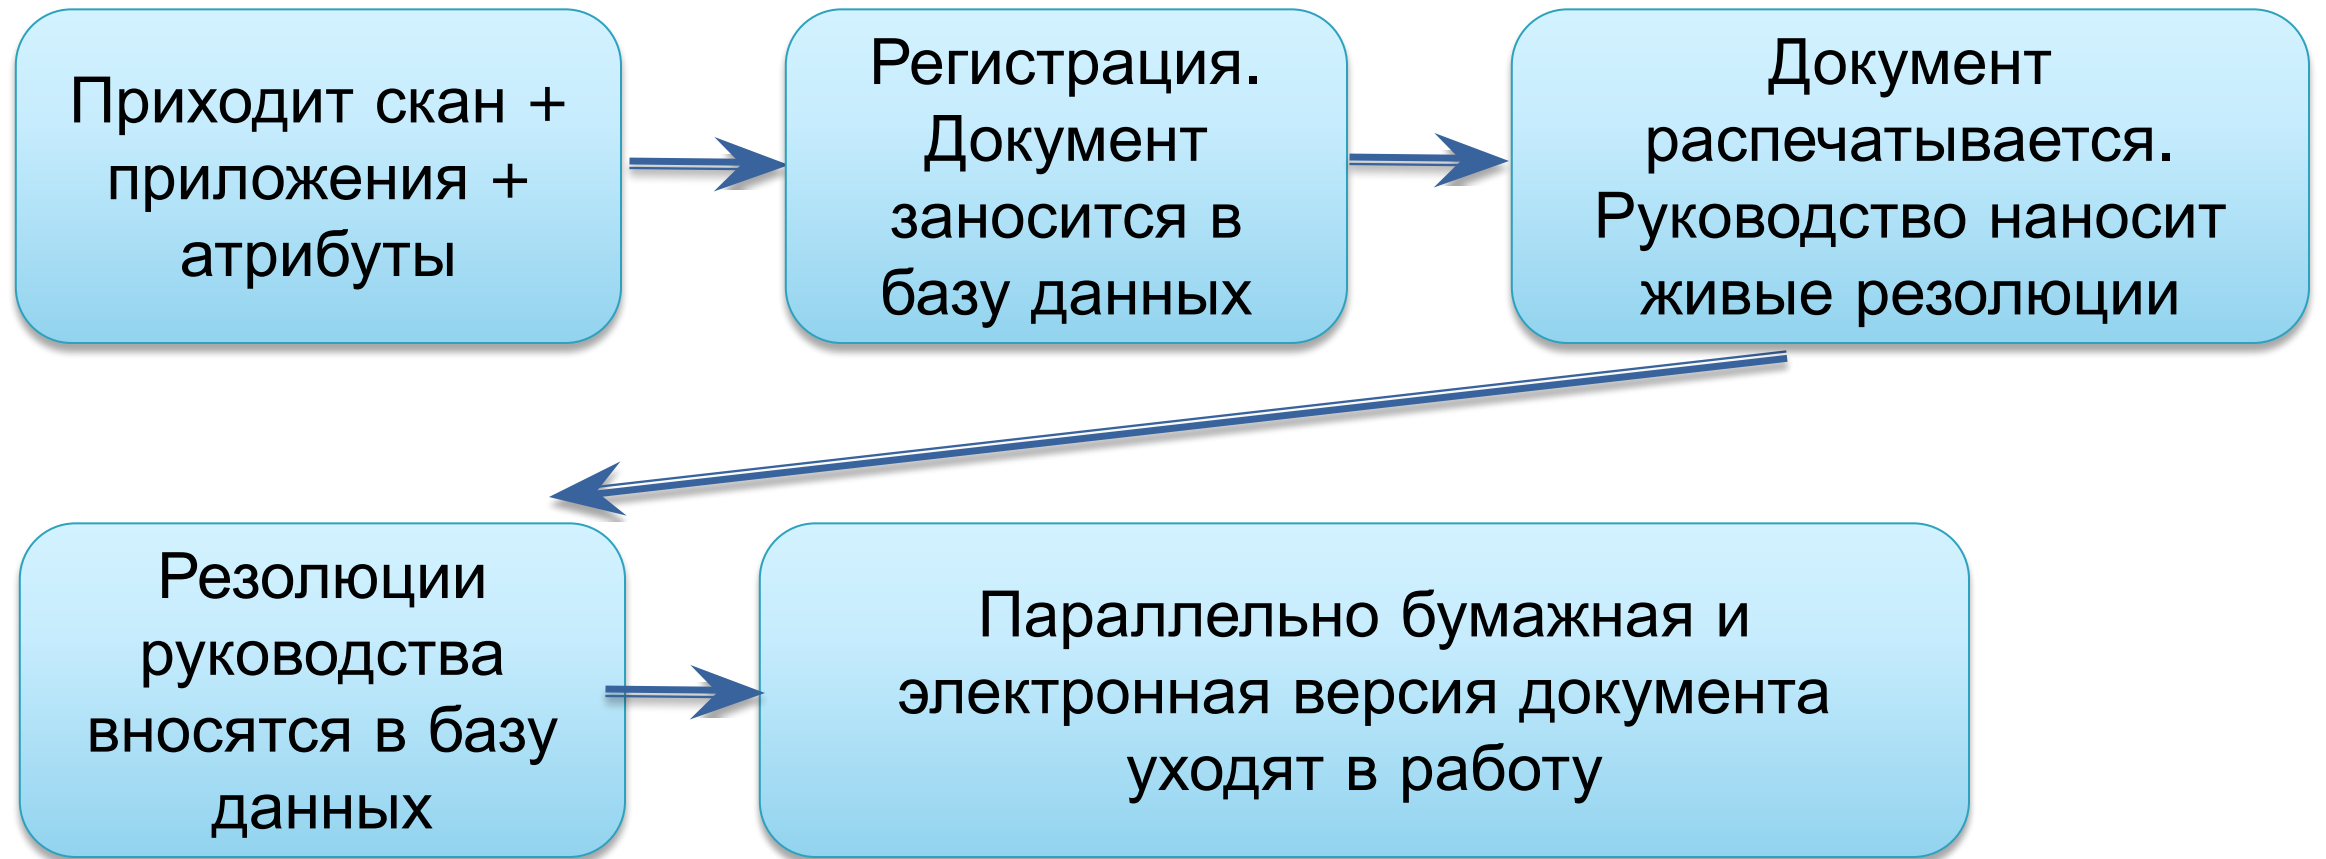 Приходит скан +
приложения +
атрибуты
Регистрация.
Документ
заносится в
базу данных
Документ
распечатывается.
Руководство наносит
живые резолюции
Резолюции
руководства
вносятся в базу
данных
Параллельно бумажная и
электронная версия документа
уходят в работу